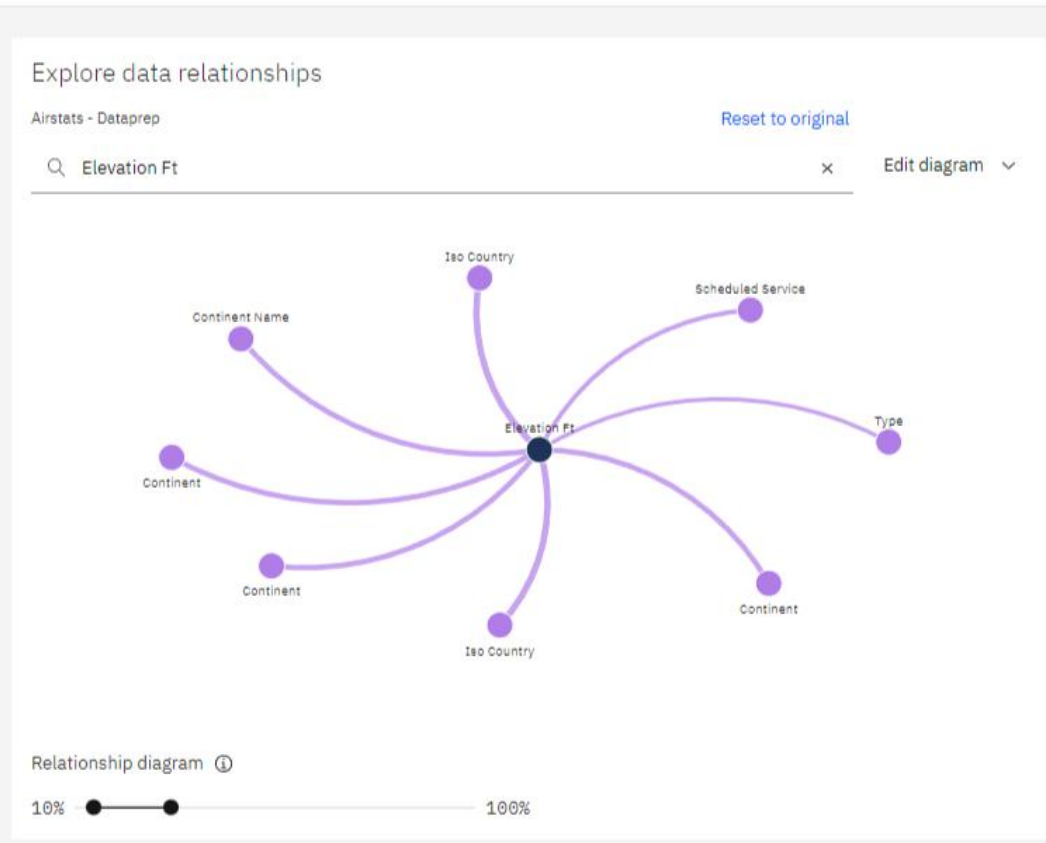 Explore data relationships
Airstats - Dataprep
Reset to original
Elevation Ft
Edit diagram
Iso Country
Scheduled Service
Continent Name
Type
Elevation Ft
Continent
Continent
Continent
Iso Country
Relationship diagram
10%
100%